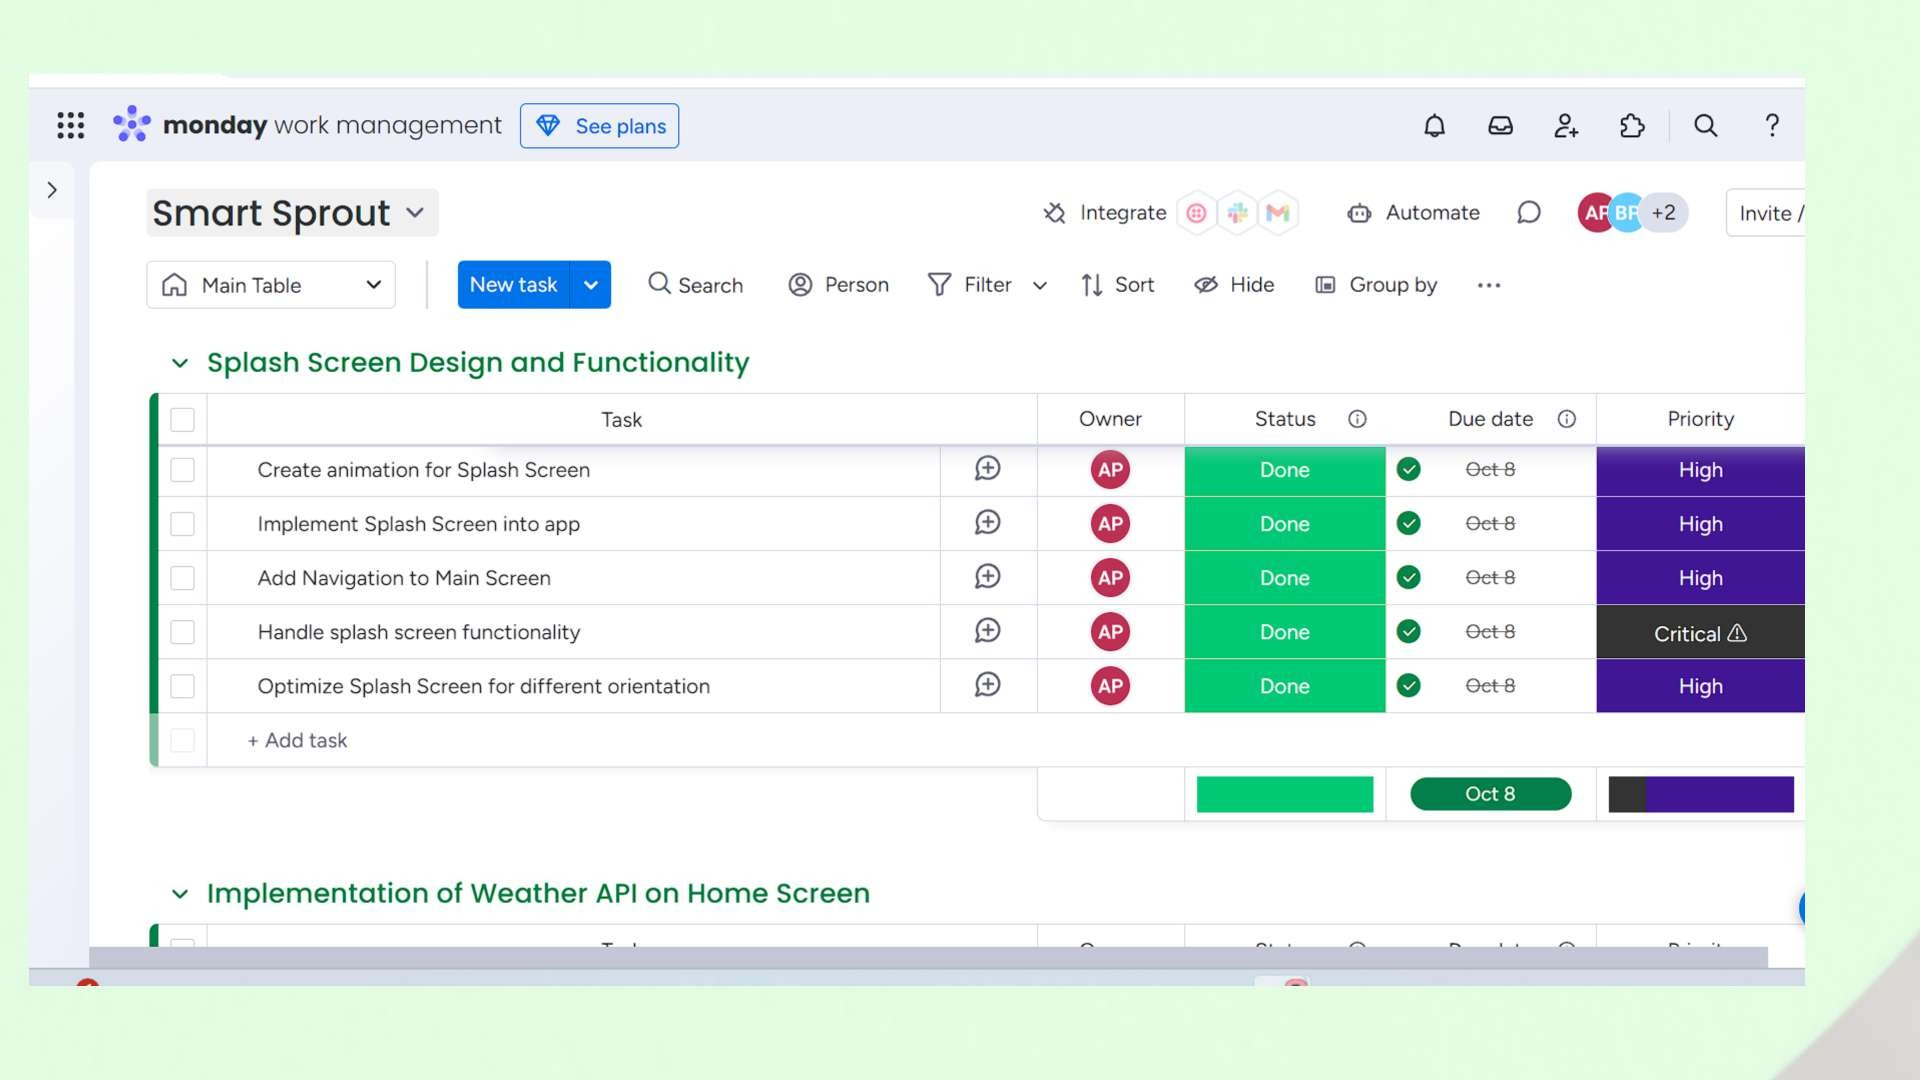 monday work management
See plans
Smart Sprout
Integrate
Automate
AP BP +2
Invite /
Main Table
New task
Search
Person
Filter
Sort
Hide
Group by
Splash Screen Design and Functionality
Task Owner Status Due date Priority
Create animation for Splash Screen AP Done Oct 8 High
Implement Splash Screen into app AP Done Oct 8 High
Add Navigation to Main Screen AP Done Oct 8 High
Handle splash screen functionality AP Done Oct 8 Critical
Optimize Splash Screen for different orientation AP Done Oct 8 High
+ Add task
Oct 8
Implementation of Weather API on Home Screen